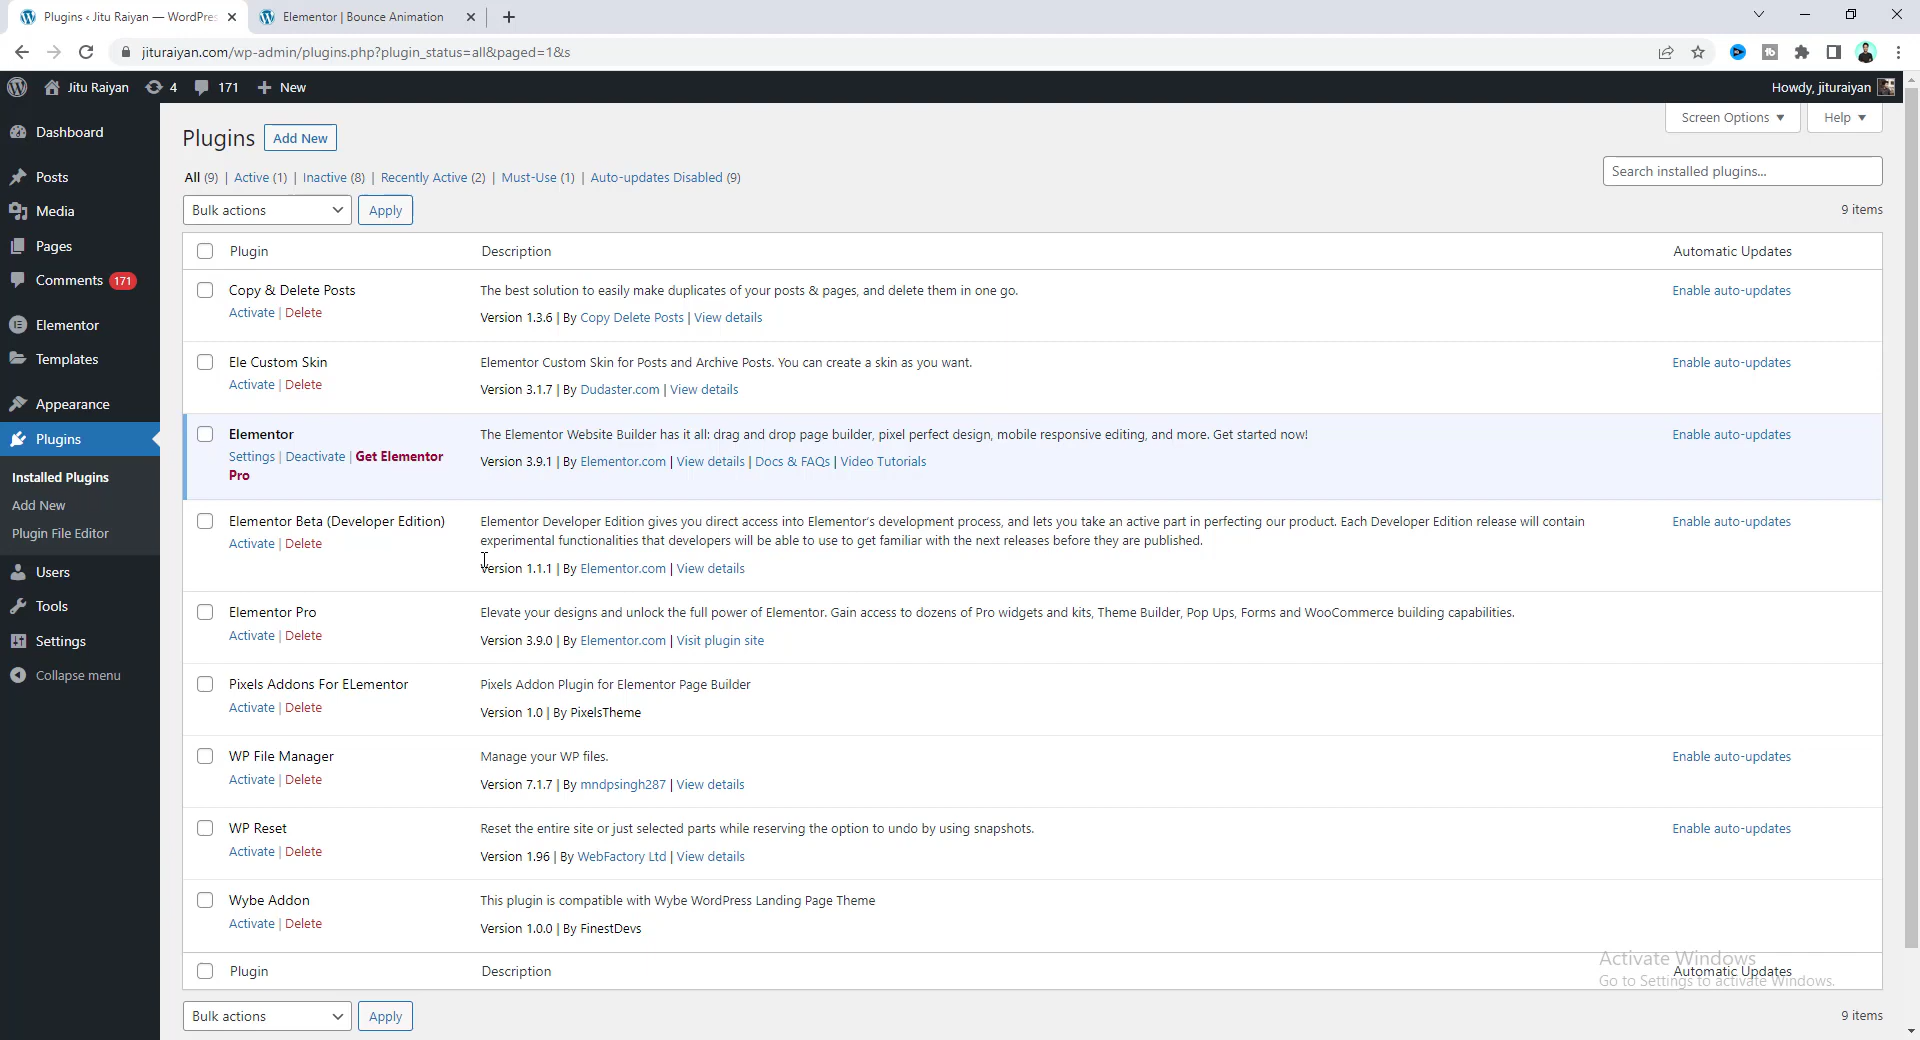 Plugins ‹ Jitu Raiyan — WordPres
Elementor | Bounce Animation
jituraiyan.com/wp-admin/plugins.php?plugin_status=all&paged=1&s
Jitu Raiyan 4 171 New
Howdy, jituraiyan
Dashboard
Posts
Media
Pages
Comments 171
Elementor
Templates
Appearance
Plugins
Installed Plugins
Add New
Plugin File Editor
Users
Tools
Settings
Collapse menu
Screen Options Help
Plugins Add New
All (9) | Active (1) | Inactive (8) | Recently Active (2) | Must-Use (1) | Auto-updates Disabled (9)
Search installed plugins...
Bulk actions Apply
9 items
Plugin Description Automatic Updates
Copy & Delete Posts
Activate | Delete
The best solution to easily make duplicates of your posts & pages, and delete them in one go.
Version 1.3.6 | By Copy Delete Posts | View details
Enable auto-updates
Ele Custom Skin
Activate | Delete
Elementor Custom Skin for Posts and Archive Posts. You can create a skin as you want.
Version 3.1.7 | By Dudaster.com | View details
Enable auto-updates
Elementor
Settings | Deactivate | Get Elementor
Pro
The Elementor Website Builder has it all: drag and drop page builder, pixel perfect design, mobile responsive editing, and more. Get started now!
Version 3.9.1 | By Elementor.com | View details | Docs & FAQs | Video Tutorials
Enable auto-updates
Elementor Beta (Developer Edition)
Activate | Delete
Elementor Developer Edition gives you direct access into Elementor's development process, and lets you take an active part in perfecting our product. Each Developer Edition release will contain
experimental functionalities that developers will be able to use to get familiar with the next releases before they are published.
Version 1.1.1 | By Elementor.com | View details
Enable auto-updates
Elementor Pro
Activate | Delete
Elevate your designs and unlock the full power of Elementor. Gain access to dozens of Pro widgets and kits, Theme Builder, Pop Ups, Forms and WooCommerce building capabilities.
Version 3.9.0 | By Elementor.com | Visit plugin site
Pixels Addons For ELementor
Activate | Delete
Pixels Addon Plugin for Elementor Page Builder
Version 1.0 | By PixelsTheme
WP File Manager
Activate | Delete
Manage your WP files.
Version 7.1.7 | By mndpsingh287 | View details
Enable auto-updates
WP Reset
Activate | Delete
Reset the entire site or just selected parts while reserving the option to undo by using snapshots.
Version 1.96 | By WebFactory Ltd | View details
Enable auto-updates
Wybe Addon
Activate | Delete
This plugin is compatible with Wybe WordPress Landing Page Theme
Version 1.0.0 | By FinestDevs
Plugin Description Automatic Updates
Activate Windows
Go to Settings to activate Windows.
Bulk actions Apply
9 items